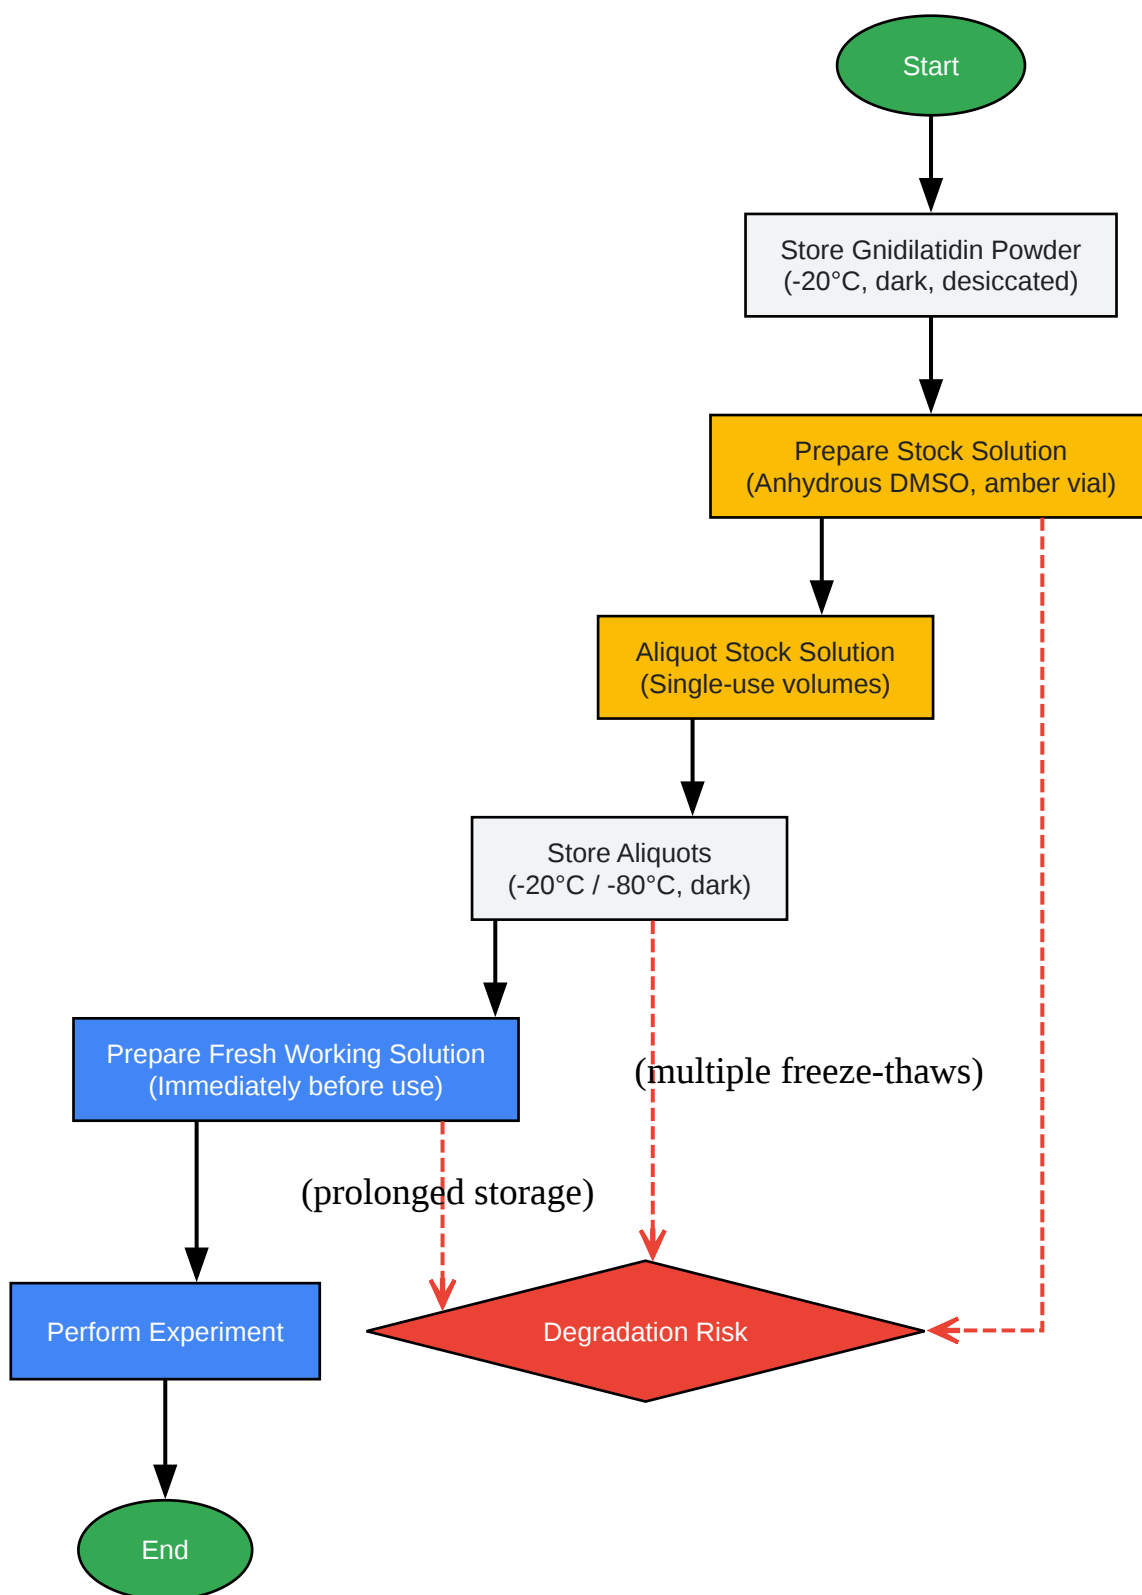 Start
Store Gnidilatidin Powder
(-20°C, dark, desiccated)
Prepare Stock Solution
(Anhydrous DMSO, amber vial)
Aliquot Stock Solution
(Single-use volumes)
Store Aliquots
(-20°C / -80°C, dark)
Prepare Fresh Working Solution
(Immediately before use)
(multiple freeze-thaws)
(prolonged storage)
Perform Experiment
Degradation Risk
End